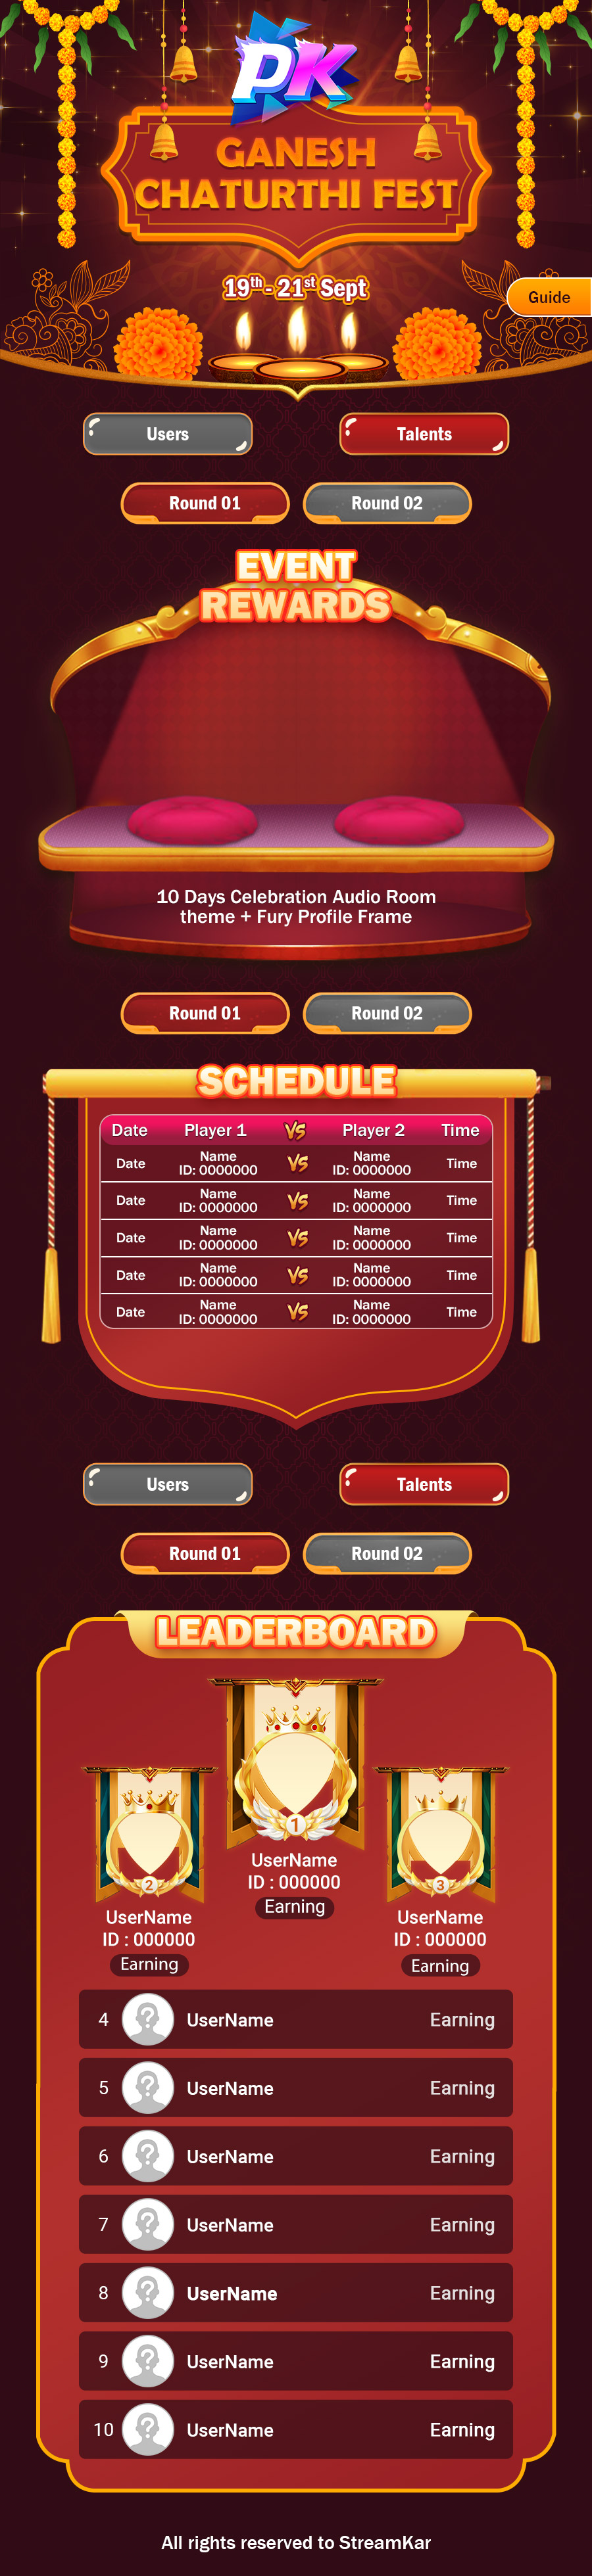 PK
GANESH
CHATURTHI FEST
19th - 21st Sept
Guide
Users
Talents
Round 01
Round 02
EVENT
REWARDS
10 Days Celebration Audio Room
theme + Fury Profile Frame
Round 01
Round 02
SCHEDULE
Date Player 1 VS Player 2 Time
Name Name
Date VS Time
ID: 0000000 ID: 0000000
Name Name
Date VS Time
ID: 0000000 ID: 0000000
Name Name
Date VS Time
ID: 0000000 ID: 0000000
Name Name
Date VS Time
ID: 0000000 ID: 0000000
Name Name
Date VS Time
ID: 0000000 ID: 0000000
Users
Talents
Round 01
Round 02
LEADERBOARD
1
UserName
ID : 000000
Earning
2
UserName
ID : 000000
Earning
3
UserName
ID : 000000
Earning
4 ? UserName Earning
5 ? UserName Earning
6 ? UserName Earning
7 ? UserName Earning
8 ? UserName Earning
9 ? UserName Earning
10 ? UserName Earning
All rights reserved to StreamKar